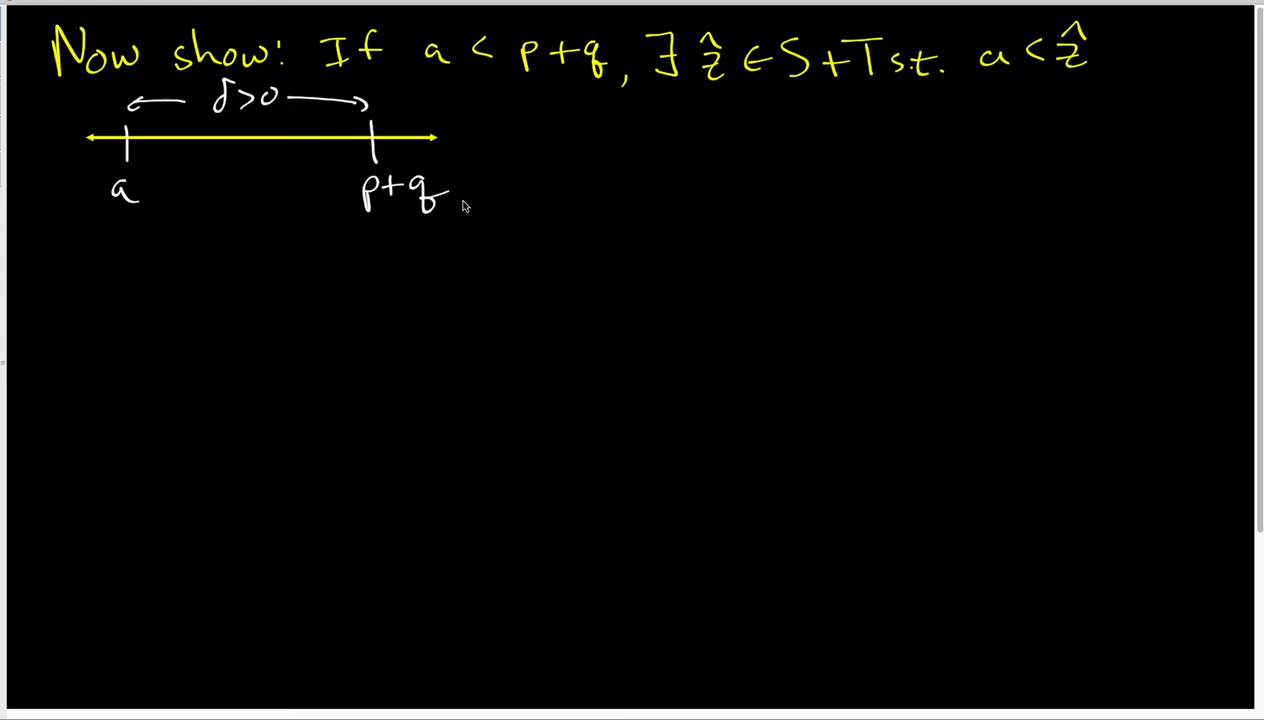 Now show: If a < p+q, ∃ ẑ ∈ S+T s.t. a < ẑ
δ>0
a p+q